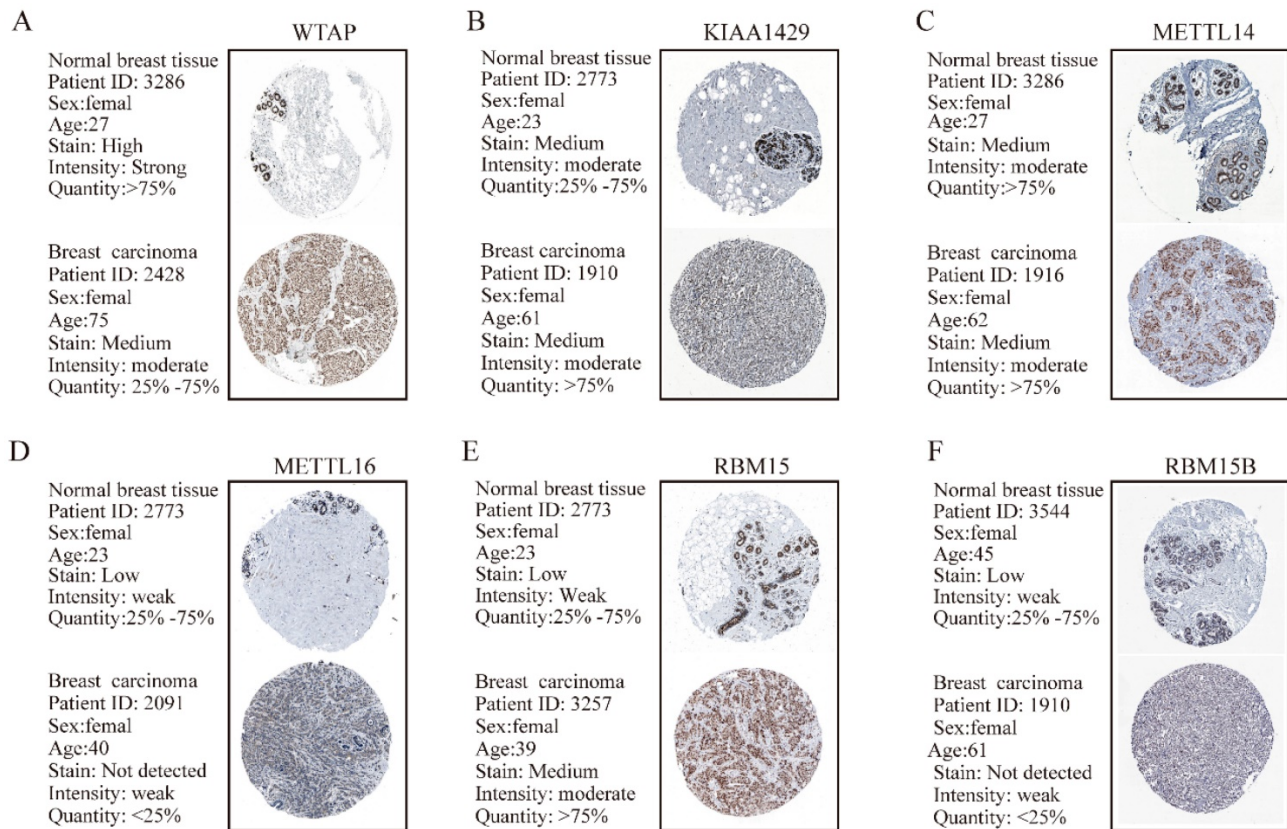 A
WTAP
Normal breast tissue
Patient ID: 3286
Sex:femal
Age:27
Stain: High
Intensity: Strong
Quantity:>75%
Breast carcinoma
Patient ID: 2428
Sex:femal
Age:75
Stain: Medium
Intensity: moderate
Quantity: 25% -75%
B
KIAA1429
Normal breast tissue
Patient ID: 2773
Sex:femal
Age:23
Stain: Medium
Intensity: moderate
Quantity:25% -75%
Breast carcinoma
Patient ID: 1910
Sex:femal
Age:61
Stain: Medium
Intensity: moderate
Quantity: >75%
C
METTL14
Normal breast tissue
Patient ID: 3286
Sex:femal
Age:27
Stain: Medium
Intensity: moderate
Quantity:>75%
Breast carcinoma
Patient ID: 1916
Sex:femal
Age:62
Stain: Medium
Intensity: moderate
Quantity: >75%
D
METTL16
Normal breast tissue
Patient ID: 2773
Sex:femal
Age:23
Stain: Low
Intensity: weak
Quantity:25% -75%
Breast carcinoma
Patient ID: 2091
Sex:femal
Age:40
Stain: Not detected
Intensity: weak
Quantity: <25%
E
RBM15
Normal breast tissue
Patient ID: 2773
Sex:femal
Age:23
Stain: Low
Intensity: Weak
Quantity:25% -75%
Breast carcinoma
Patient ID: 3257
Sex:femal
Age:39
Stain: Medium
Intensity: moderate
Quantity: >75%
F
RBM15B
Normal breast tissue
Patient ID: 3544
Sex:femal
Age:45
Stain: Low
Intensity: weak
Quantity:25% -75%
Breast carcinoma
Patient ID: 1910
Sex:femal
Age:61
Stain: Not detected
Intensity: weak
Quantity: <25%